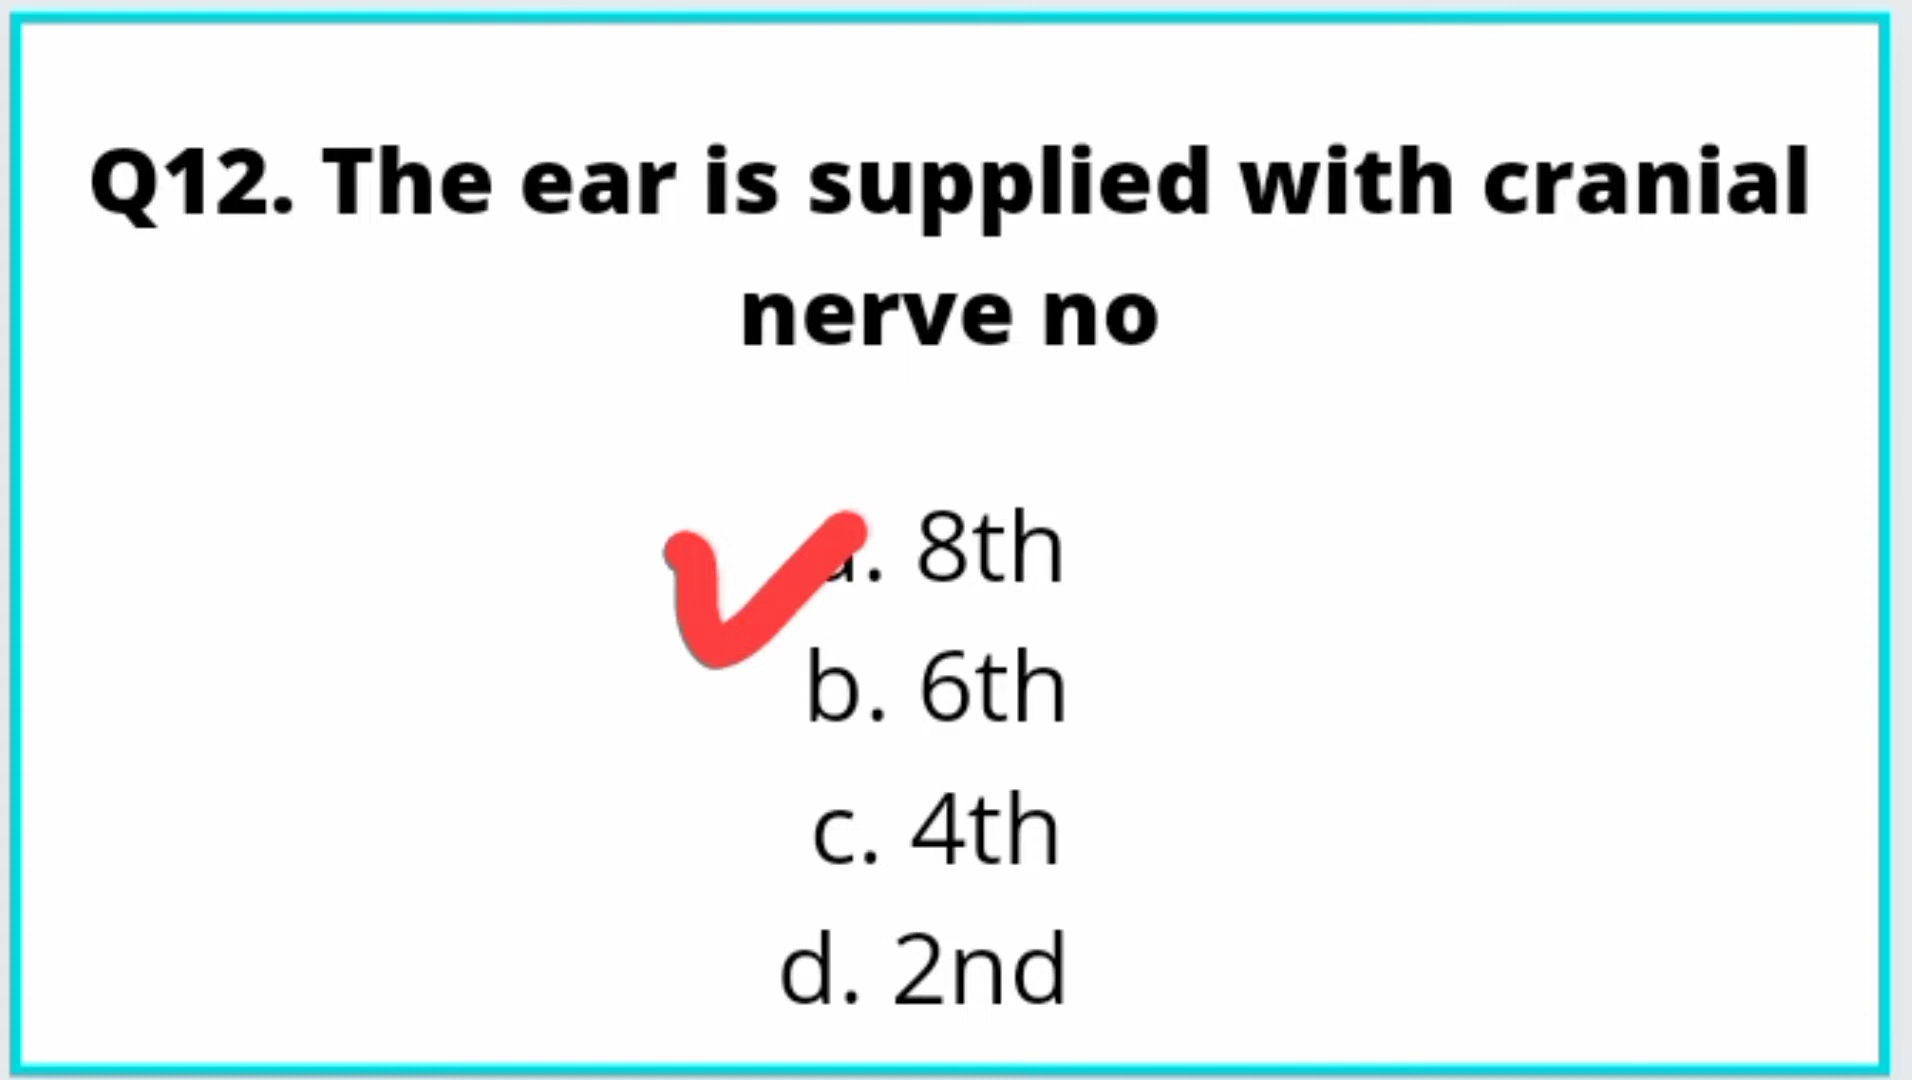 Q12. The ear is supplied with cranial
nerve no
a. 8th
b. 6th
c. 4th
d. 2nd